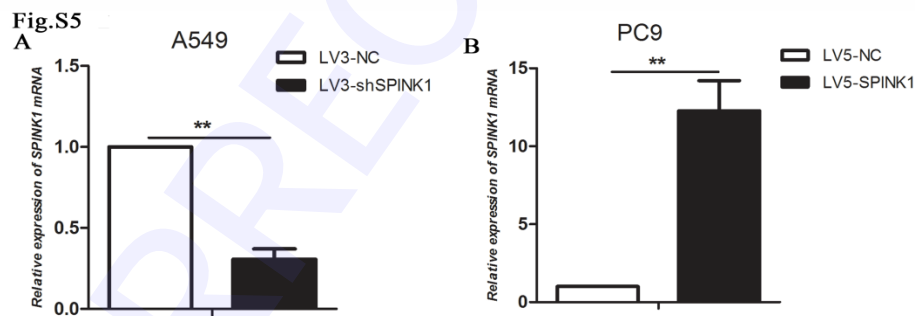 Fig.S5
A
A549
LV3-NC
LV3-shSPINK1
Relative expression of SPINK1 mRNA
1.5
1.0
0.5
0.0
**
B
PC9
LV5-NC
LV5-SPINK1
Relative expression of SPINK1 mRNA
15
10
5
0
**
PREC